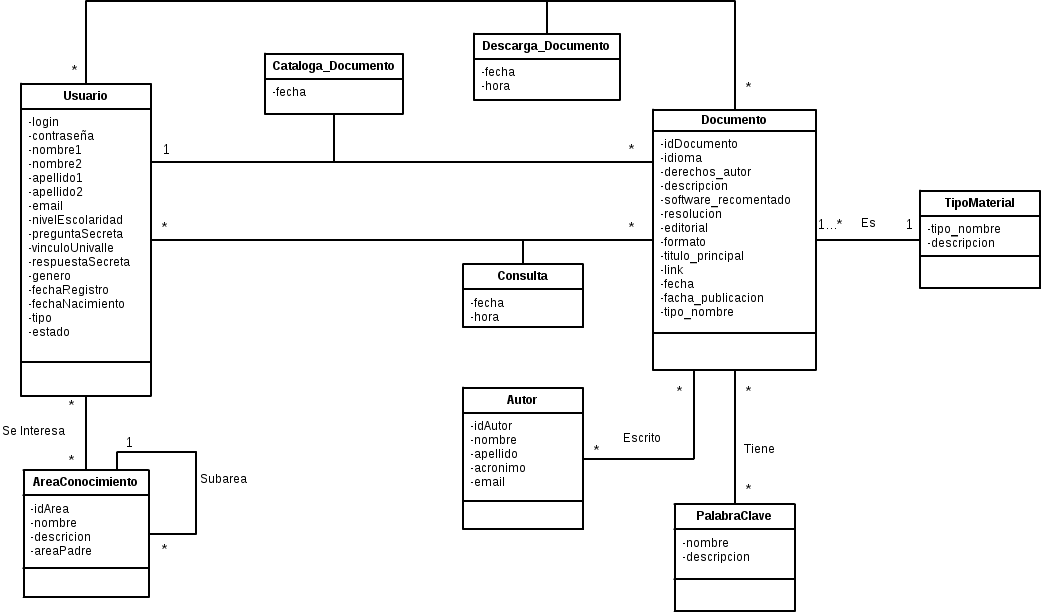 Descarga_Documento
-fecha
-hora
Cataloga_Documento
-fecha
*
*
Usuario
-login
-contraseña
-nombre1
-nombre2
-apellido1
-apellido2
-email
-nivelEscolaridad
-preguntaSecreta
-vinculoUnivalle
-respuestaSecreta
-genero
-fechaRegistro
-fechaNacimiento
-tipo
-estado
1
*
*
*
Consulta
-fecha
-hora
Documento
-idDocumento
-idioma
-derechos_autor
-descripcion
-software_recomentado
-resolucion
-editorial
-formato
-titulo_principal
-link
-fecha
-facha_publicacion
-tipo_nombre
1...*
Es
1
TipoMaterial
-tipo_nombre
-descripcion
*
Se Interesa
*
1
Subarea
*
AreaConocimiento
-idArea
-nombre
-descricion
-areaPadre
Autor
-idAutor
-nombre
-apellido
-acronimo
-email
*
Escrito
*
*
Tiene
*
PalabraClave
-nombre
-descripcion